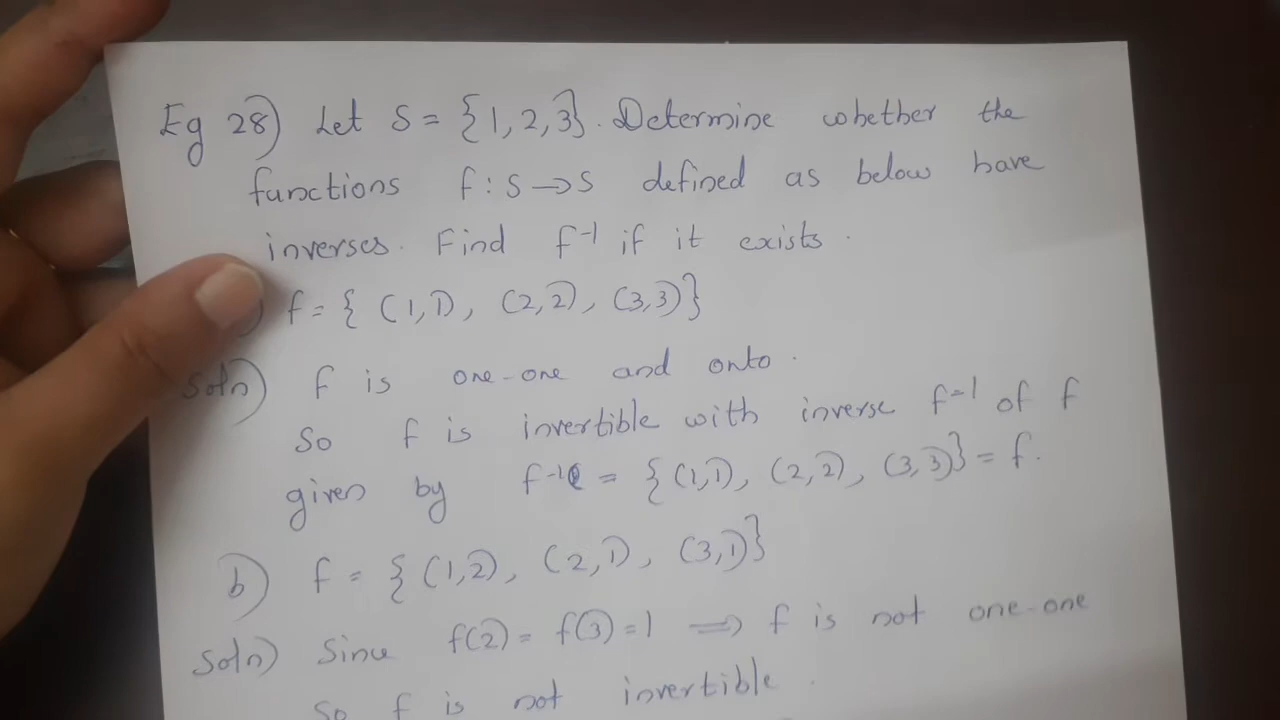 Eg 28) Let S = {1, 2, 3}. Determine whether the
functions f : S → S defined as below have
inverses. Find f⁻¹ if it exists.
) f = { (1,1), (2,2), (3,3)}
Soln) f is one-one and onto.
So f is invertible with inverse f⁻¹ of f
given by f⁻¹ = {(1,1), (2,2), (3,3)} = f.
b) f = {(1,2), (2,1), (3,1)}
Soln) Since f(2) = f(3) = 1 ⟹ f is not one-one
So f is not invertible.